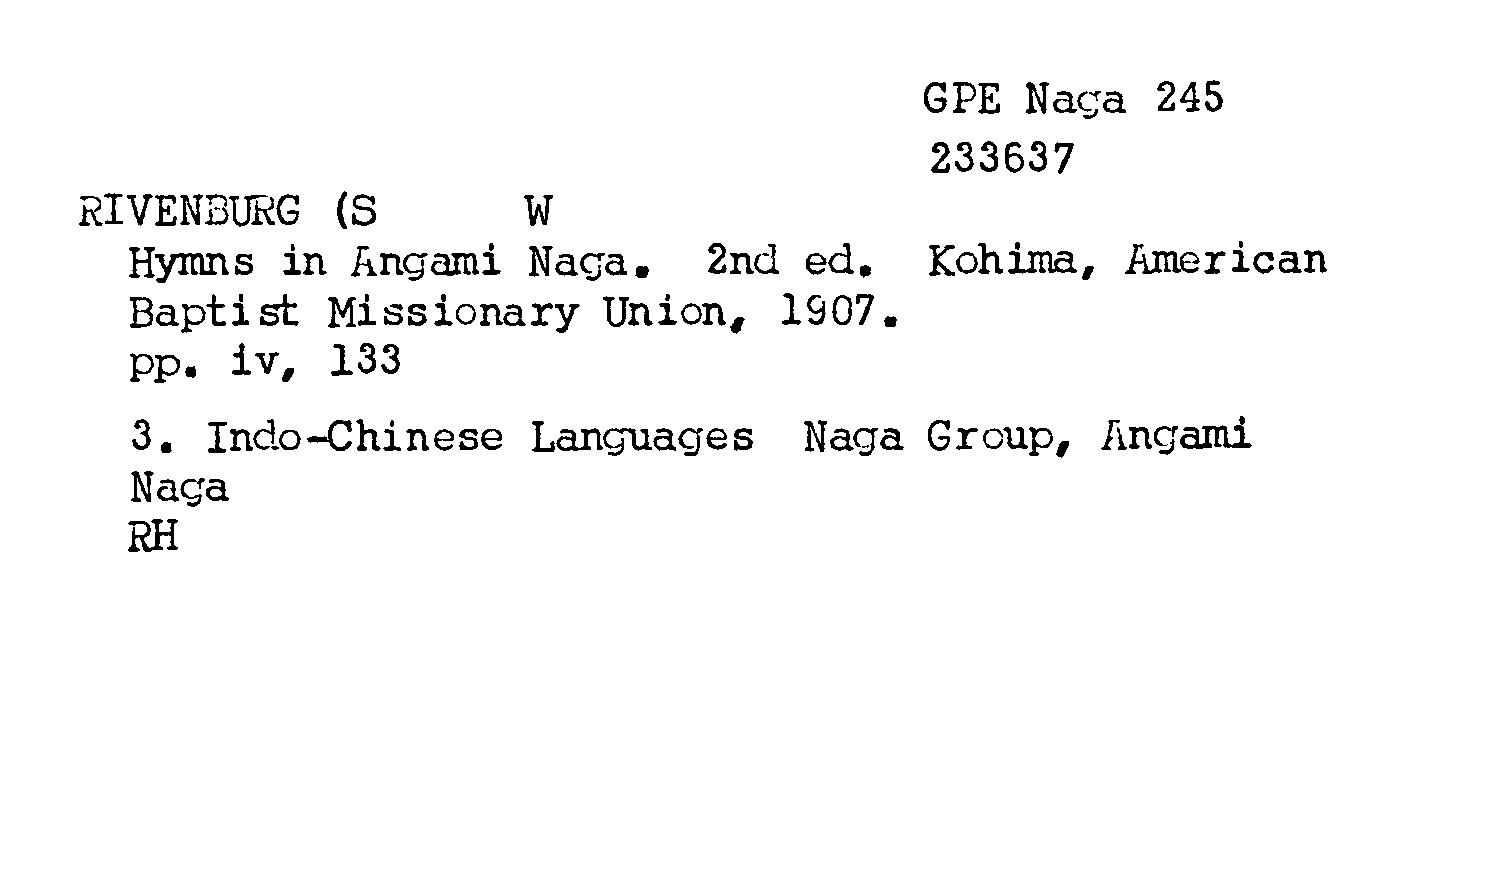 GPE Naga 245
233637
RIVENBURG (S W
Hymns in Angami Naga. 2nd ed. Kohima, American
Baptist Missionary Union, 1907.
pp. iv, 133
3. Indo-Chinese Languages Naga Group, Angami
Naga
RH